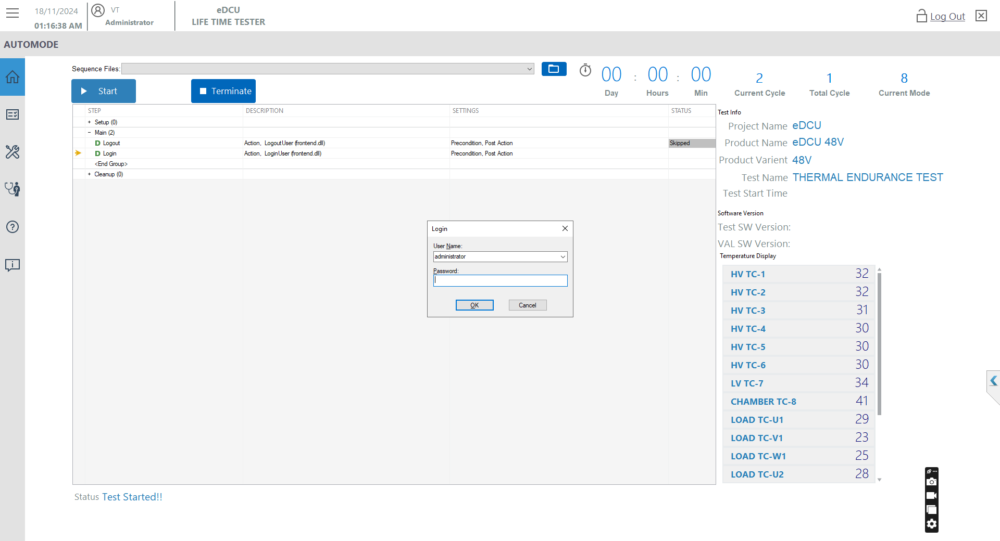 18/11/2024
01:16:38 AM
VT
Administrator
eDCU
LIFE TIME TESTER
Log Out
AUTOMODE
Sequence Files:
Start
Terminate
00 : 00 : 00
Day Hours Min
2 1 8
Current Cycle Total Cycle Current Mode
STEP DESCRIPTION SETTINGS STATUS
+ Setup (0)
− Main (2)
D Logout Action, LogoutUser (frontend.dll) Precondition, Post Action Skipped
D Login Action, LoginUser (frontend.dll) Precondition, Post Action
<End Group>
+ Cleanup (0)
Login
User Name:
administrator
Password:
OK Cancel
Test Info
Project Name eDCU
Product Name eDCU 48V
Product Varient 48V
Test Name THERMAL ENDURANCE TEST
Test Start Time
Software Version
Test SW Version:
VAL SW Version:
Temperature Display
HV TC-1 32
HV TC-2 32
HV TC-3 31
HV TC-4 30
HV TC-5 30
HV TC-6 30
LV TC-7 34
CHAMBER TC-8 41
LOAD TC-U1 29
LOAD TC-V1 23
LOAD TC-W1 25
LOAD TC-U2 28
Status Test Started!!